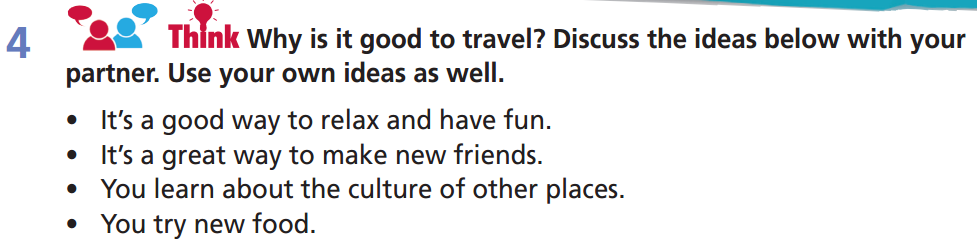 4 Think Why is it good to travel? Discuss the ideas below with your
partner. Use your own ideas as well.
• It's a good way to relax and have fun.
• It's a great way to make new friends.
• You learn about the culture of other places.
• You try new food.